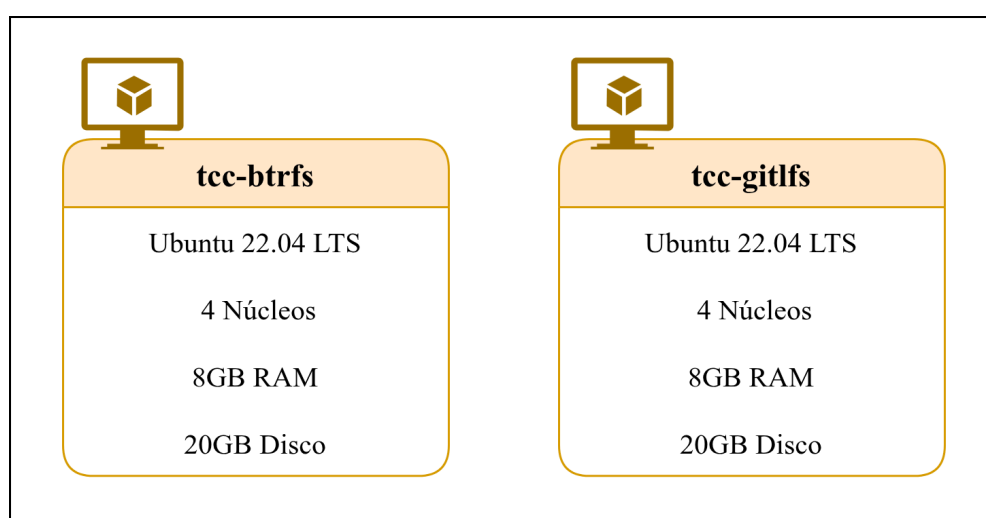 tcc-btrfs
Ubuntu 22.04 LTS
4 Núcleos
8GB RAM
20GB Disco
tcc-gitlfs
Ubuntu 22.04 LTS
4 Núcleos
8GB RAM
20GB Disco